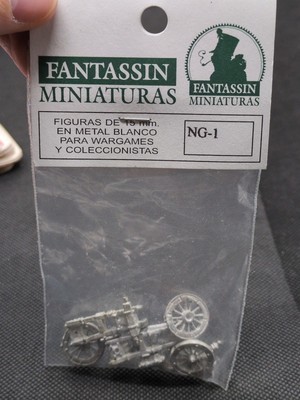 FANTASSIN
MINIATURAS
FANTASSIN
MINIATURAS
FIGURAS DE 15 mm.
EN METAL BLANCO
PARA WARGAMES
Y COLECCIONISTAS
NG-1